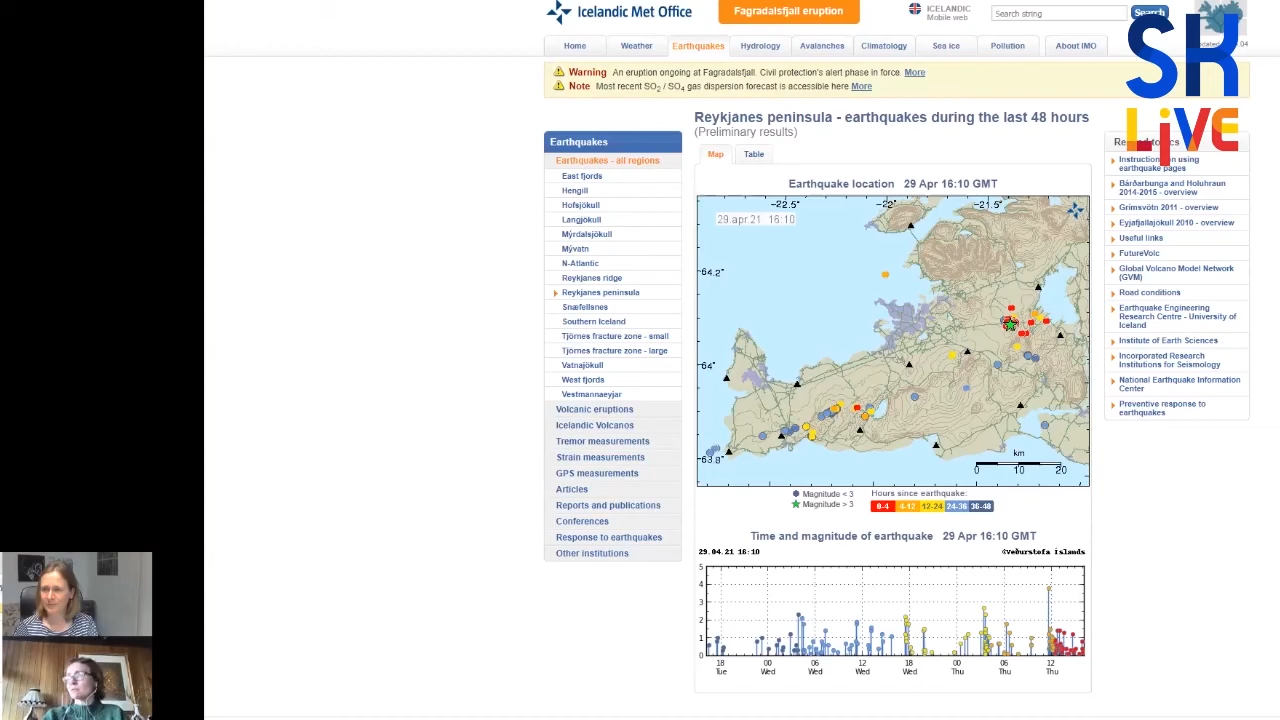 Icelandic Met Office
Fagradalsfjall eruption
ICELANDIC
Mobile web
Search string
Search
Home
Weather
Earthquakes
Hydrology
Avalanches
Climatology
Sea ice
Pollution
About IMO
Warning An eruption ongoing at Fagradalsfjall. Civil protection's alert phase in force. More
Note Most recent SO2 / SO4 gas dispersion forecast is accessible here More
SK
LiVE
Earthquakes
Earthquakes - all regions
East fjords
Hengill
Hofsjökull
Langjökull
Mýrdalsjökull
Mývatn
N-Atlantic
Reykjanes ridge
Reykjanes peninsula
Snæfellsnes
Southern Iceland
Tjörnes fracture zone - small
Tjörnes fracture zone - large
Vatnajökull
West fjords
Vestmannaeyjar
Volcanic eruptions
Icelandic Volcanos
Tremor measurements
Strain measurements
GPS measurements
Articles
Reports and publications
Conferences
Response to earthquakes
Other institutions
Reykjanes peninsula - earthquakes during the last 48 hours
(Preliminary results)
Map
Table
Earthquake location 29 Apr 16:10 GMT
-22.5° -22° -21.5°
29.apr.21 16:10
64.2°
64°
63.8°
km
0 10 20
Magnitude < 3
Magnitude > 3
Hours since earthquake:
0-4 4-12 12-24 24-36 36-48
Time and magnitude of earthquake 29 Apr 16:10 GMT
29.04.21 16:10 ©Veðurstofa Íslands
5
4
3
2
1
0
18 00 06 12 18 00 06 12
Tue Wed Wed Wed Wed Thu Thu Thu
Instructions on using
earthquake pages
Bárðarbunga and Holuhraun
2014-2015 - overview
Grímsvötn 2011 - overview
Eyjafjallajökull 2010 - overview
Useful links
FutureVolc
Global Volcano Model Network
(GVM)
Road conditions
Earthquake Engineering
Research Centre - University of
Iceland
Institute of Earth Sciences
Incorporated Research
Institutions for Seismology
National Earthquake Information
Center
Preventive response to
earthquakes